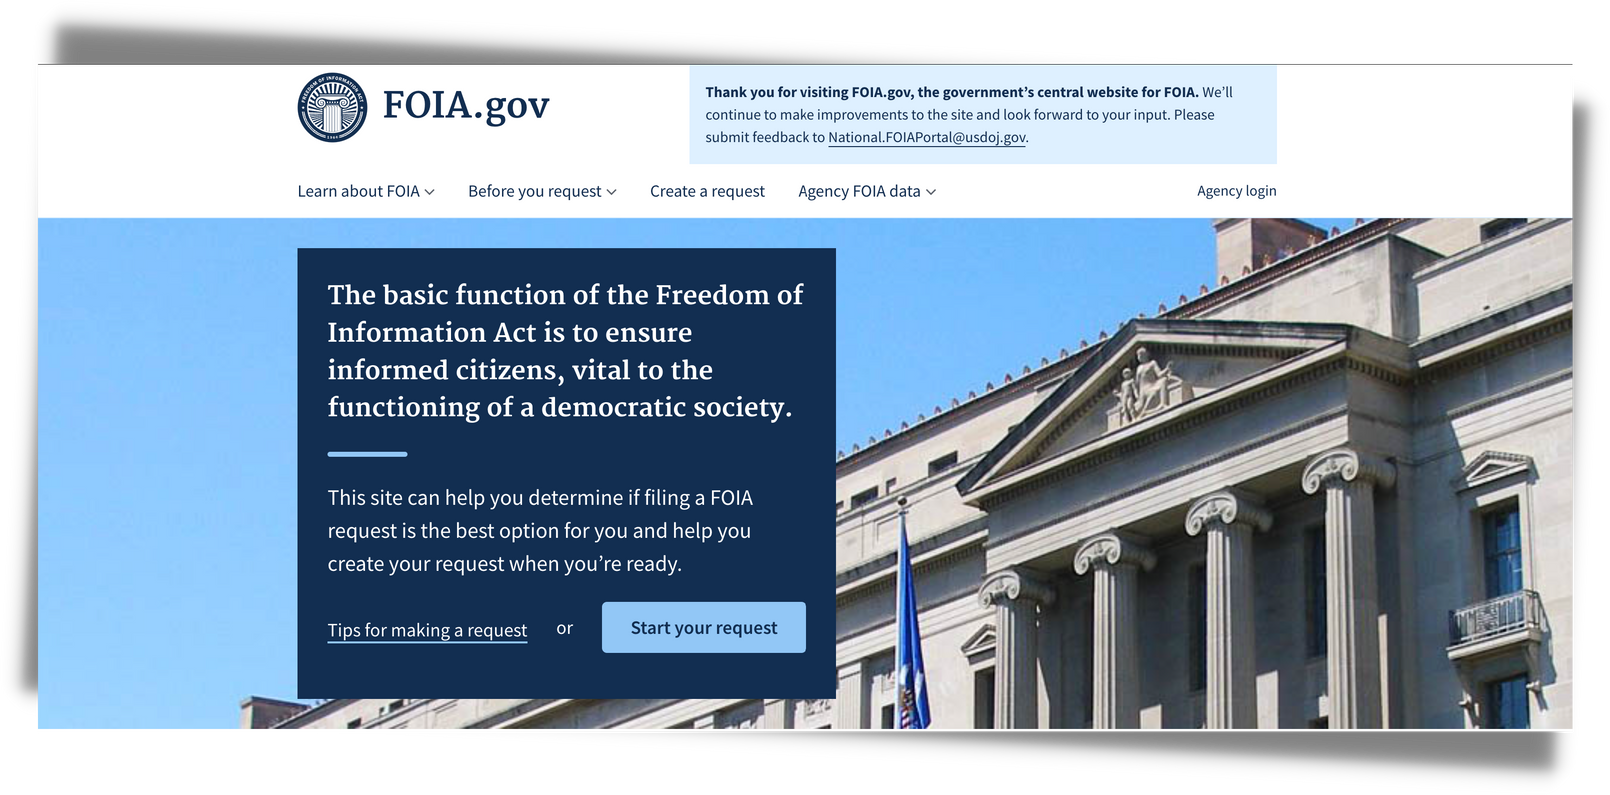 FREEDOM OF INFORMATION ACT
FOIA.gov
Thank you for visiting FOIA.gov, the government’s central website for FOIA. We’ll
continue to make improvements to the site and look forward to your input. Please
submit feedback to National.FOIAPortal@usdoj.gov.
Learn about FOIA
Before you request
Create a request
Agency FOIA data
Agency login
The basic function of the Freedom of
Information Act is to ensure
informed citizens, vital to the
functioning of a democratic society.
This site can help you determine if filing a FOIA
request is the best option for you and help you
create your request when you’re ready.
Tips for making a request or Start your request